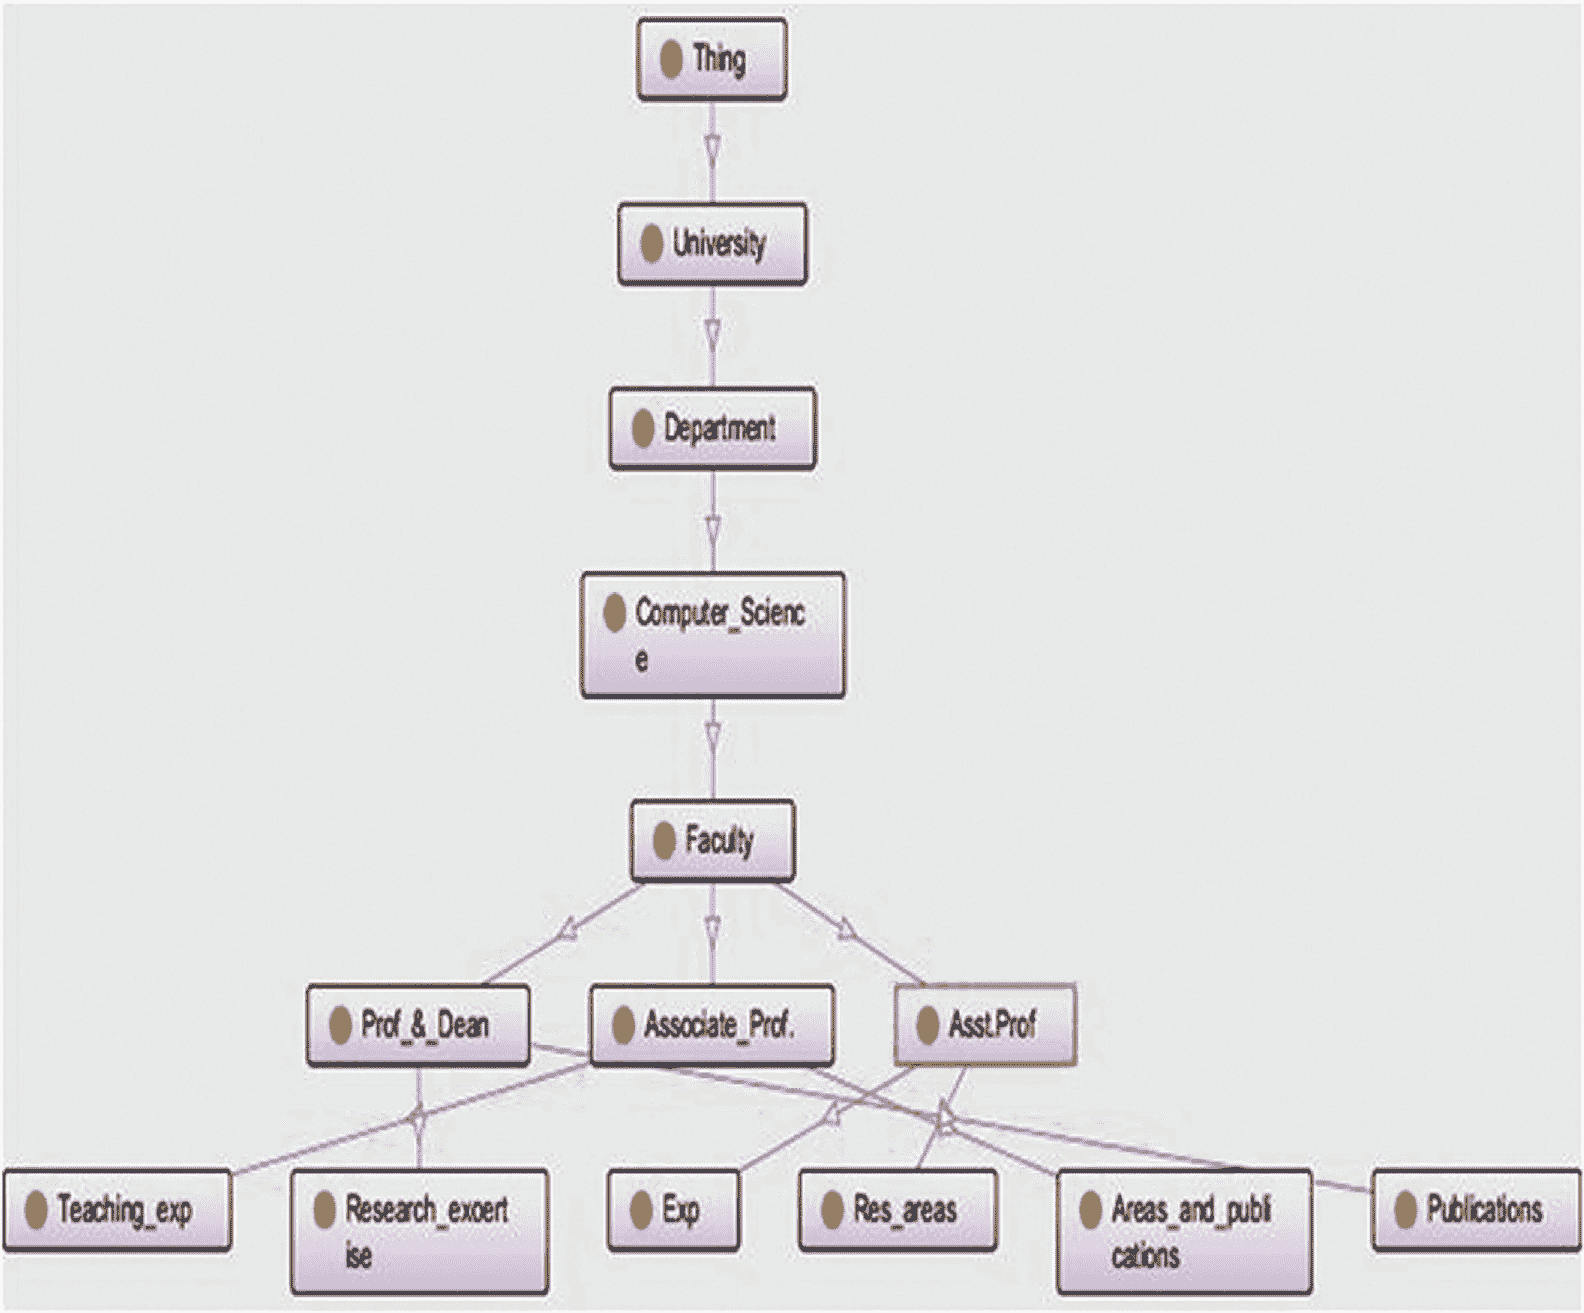 Thing
University
Department
Computer_Scienc
e
Faculty
Prof_&_Dean
Associate_Prof.
Asst.Prof
Teaching_exp
Research_expert
ise
Exp
Res_areas
Areas_and_publi
cations
Publications